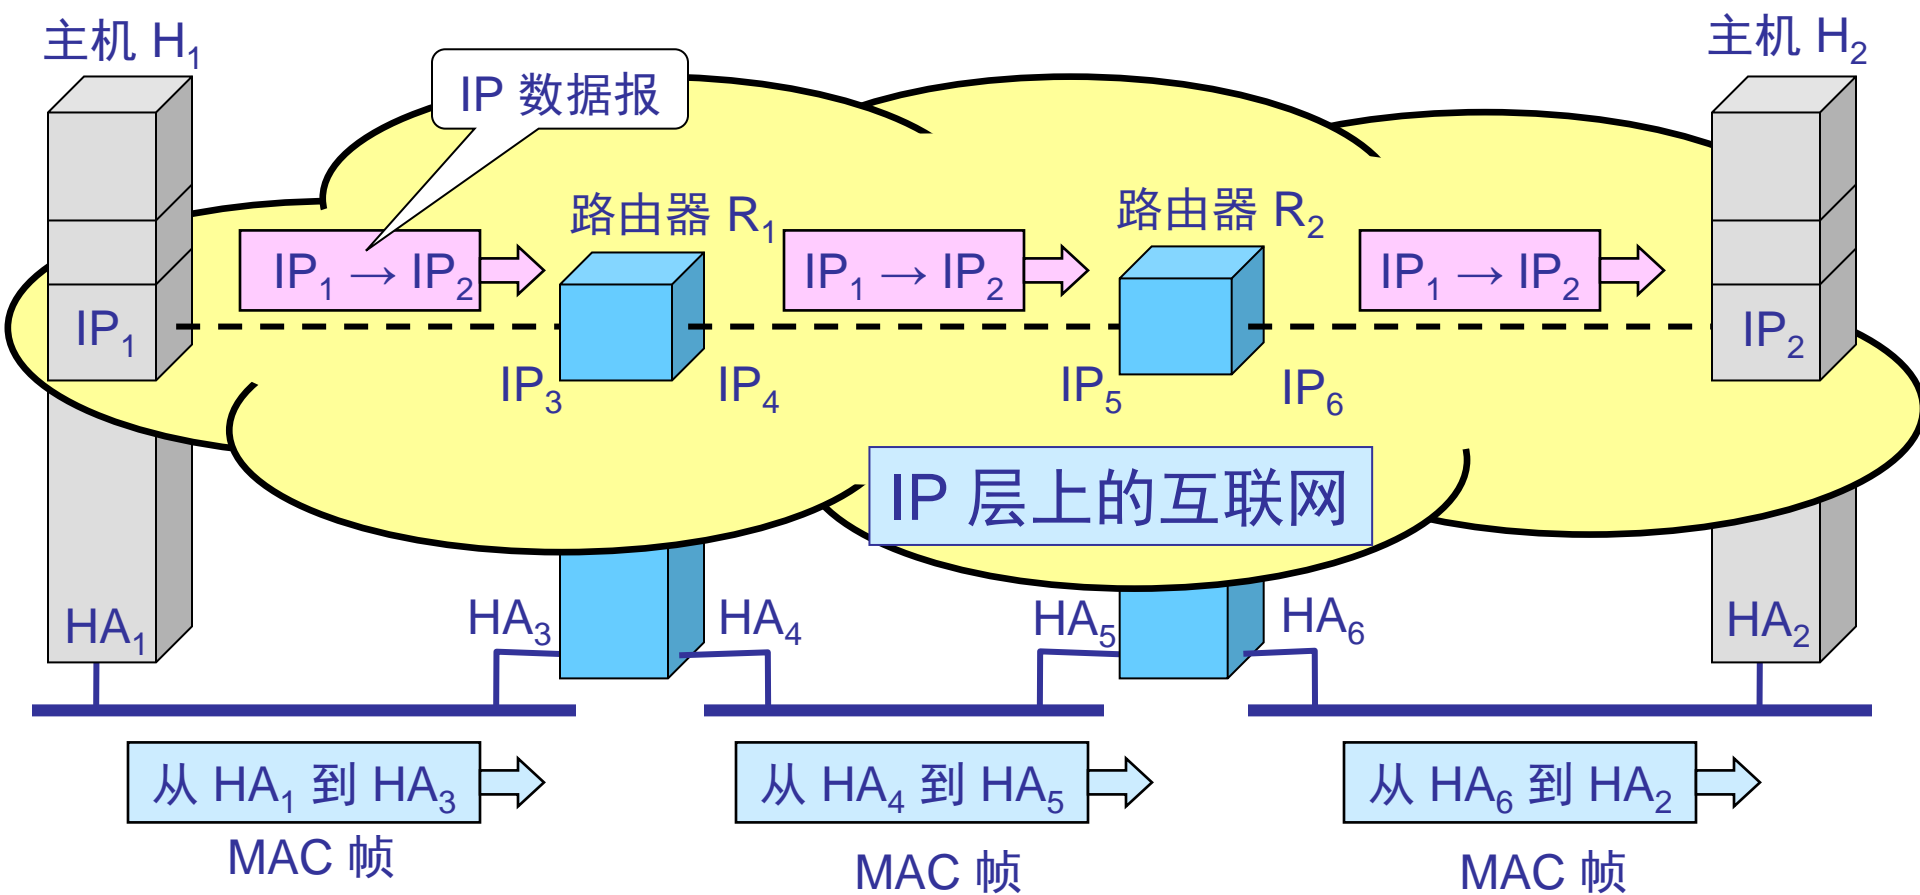 主机 H₁
主机 H₂
IP 数据报
路由器 R₁
路由器 R₂
IP₁ → IP₂
IP₁ → IP₂
IP₁ → IP₂
IP₁
IP₂
IP₃
IP₄
IP₅
IP₆
IP 层上的互联网
HA₁
HA₃
HA₄
HA₅
HA₆
HA₂
从 HA₁ 到 HA₃
从 HA₄ 到 HA₅
从 HA₆ 到 HA₂
MAC 帧
MAC 帧
MAC 帧